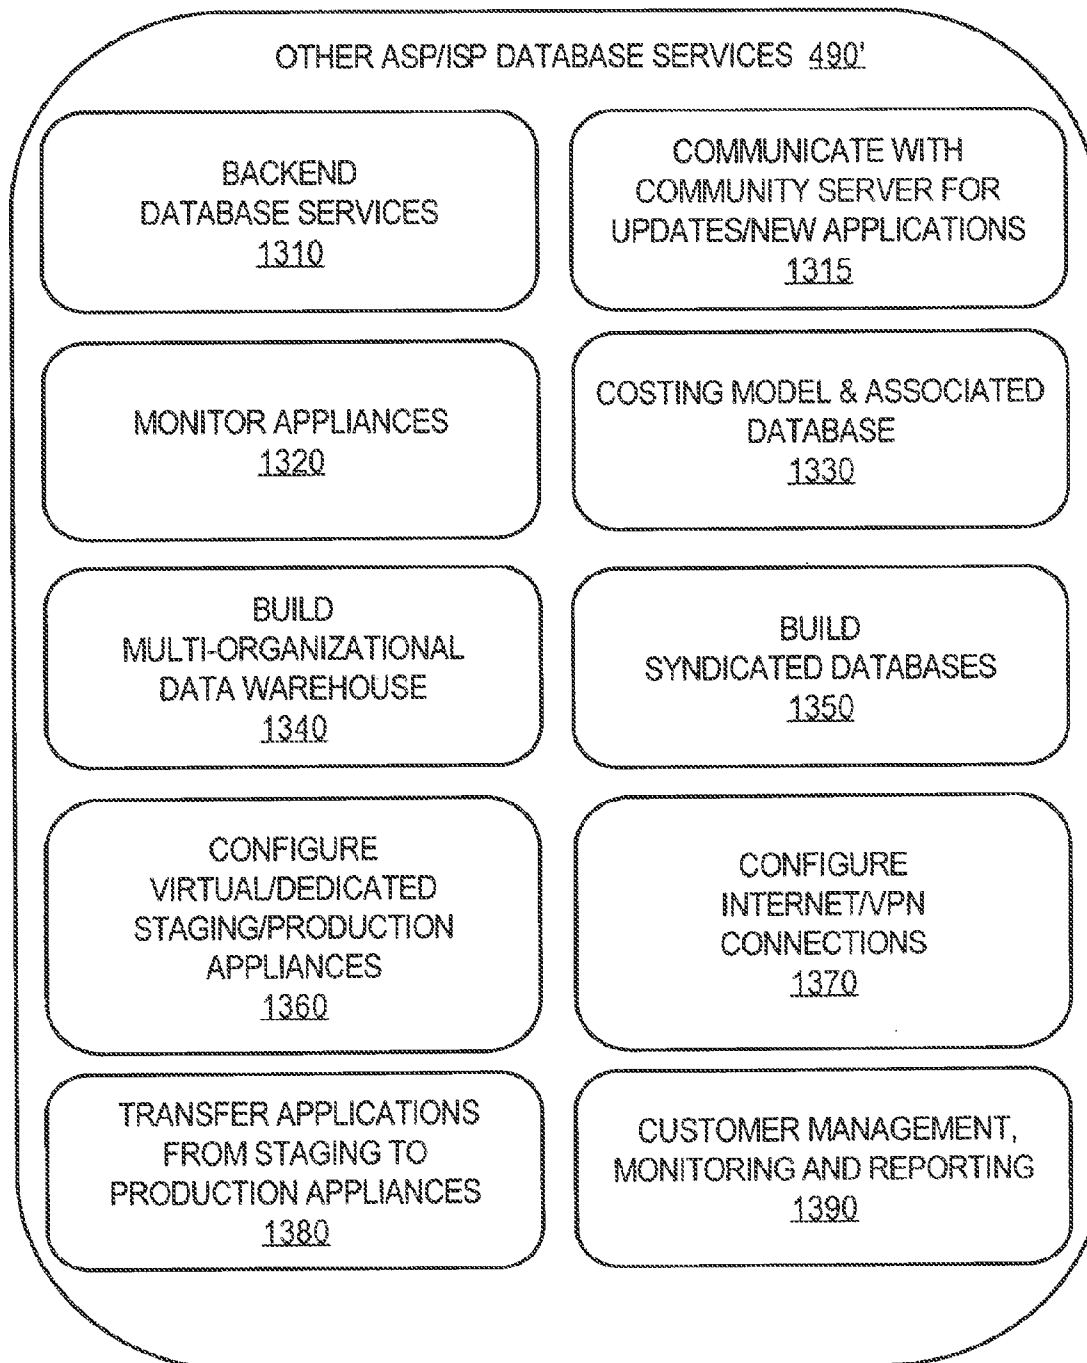 OTHER ASP/ISP DATABASE SERVICES 490'
BACKEND
DATABASE SERVICES
1310
COMMUNICATE WITH
COMMUNITY SERVER FOR
UPDATES/NEW APPLICATIONS
1315
MONITOR APPLIANCES
1320
COSTING MODEL & ASSOCIATED
DATABASE
1330
BUILD
MULTI-ORGANIZATIONAL
DATA WAREHOUSE
1340
BUILD
SYNDICATED DATABASES
1350
CONFIGURE
VIRTUAL/DEDICATED
STAGING/PRODUCTION
APPLIANCES
1360
CONFIGURE
INTERNET/VPN
CONNECTIONS
1370
TRANSFER APPLICATIONS
FROM STAGING TO
PRODUCTION APPLIANCES
1380
CUSTOMER MANAGEMENT,
MONITORING AND REPORTING
1390